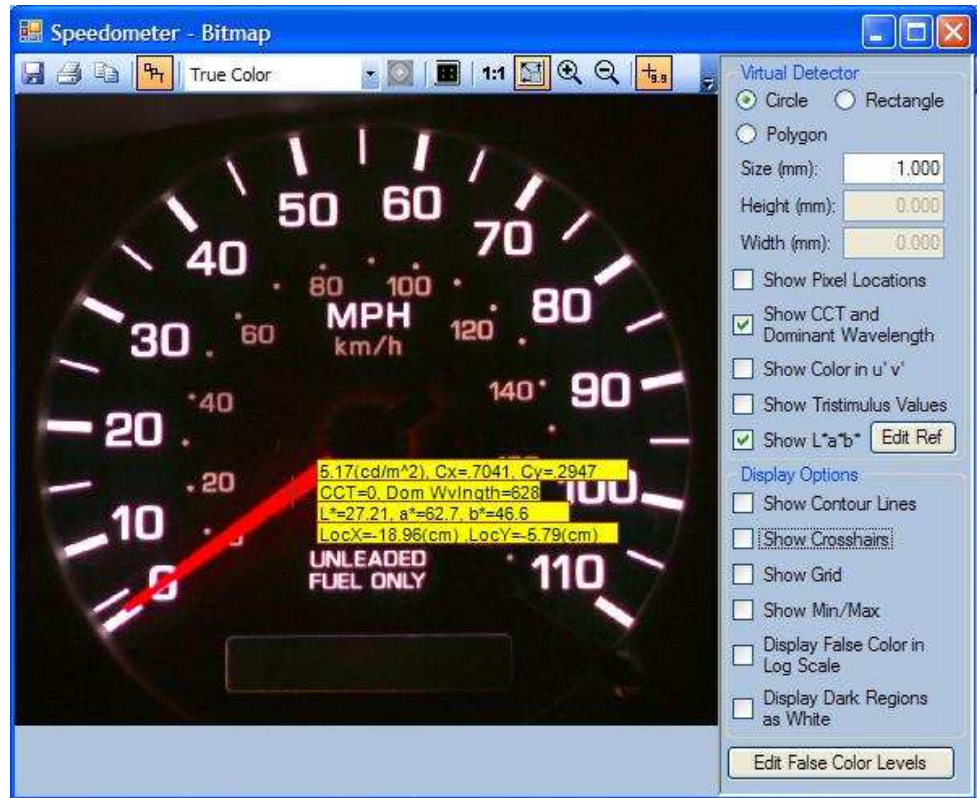 Speedometer - Bitmap
True Color
1:1
Virtual Detector
Circle
Rectangle
Polygon
Size (mm):
1.000
Height (mm):
0.000
Width (mm):
0.000
Show Pixel Locations
Show CCT and
Dominant Wavelength
Show Color in u' v'
Show Tristimulus Values
Show L*a*b*
Edit Ref
Display Options
Show Contour Lines
Show Crosshairs
Show Grid
Show Min/Max
Display False Color in
Log Scale
Display Dark Regions
as White
Edit False Color Levels
50 60
40 70
80 100
30 MPH 80
60 km/h 120
20 40 140 90
5.17(cd/m^2), Cx=.7041, Cy=.2947
CCT=0, Dom Wvlngth=628
L*=27.21, a*=62.7, b*=46.6
LocX=-18.96(cm) ,LocY=-5.79(cm)
20 100
10
UNLEADED
FUEL ONLY
0 110